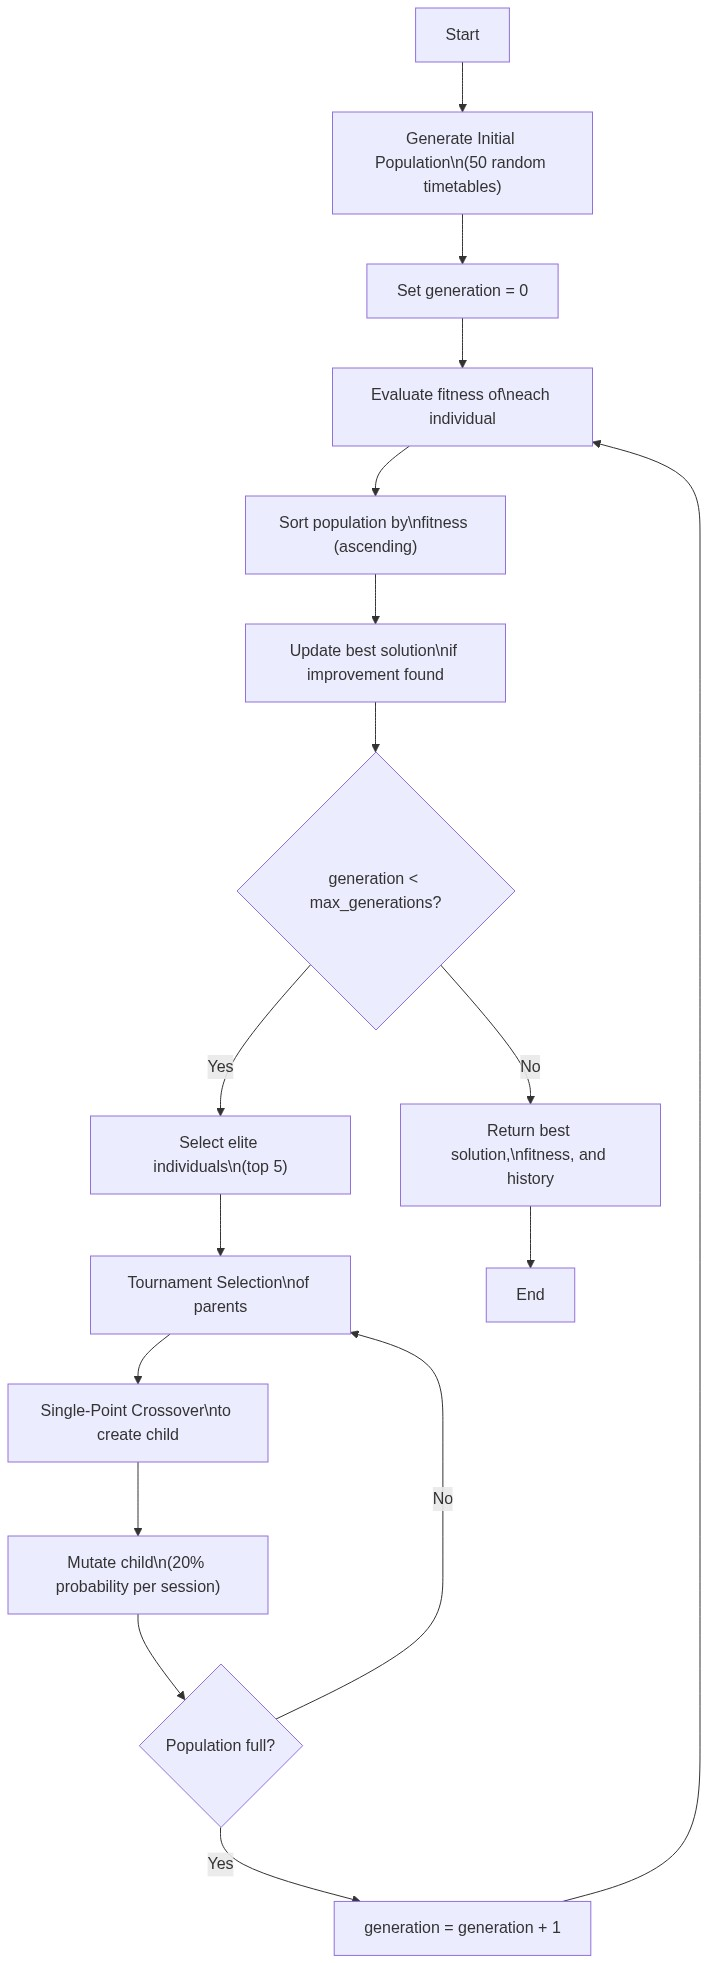 Start
Generate Initial
Population\n(50 random
timetables)
Set generation = 0
Evaluate fitness of\neach
individual
Sort population by\nfitness
(ascending)
Update best solution\nif
improvement found
generation <
max_generations?
Yes
No
Select elite
individuals\n(top 5)
Return best
solution,\nfitness, and
history
Tournament Selection\nof
parents
End
Single-Point Crossover\nto
create child
No
Mutate child\n(20%
probability per session)
Population full?
Yes
generation = generation + 1